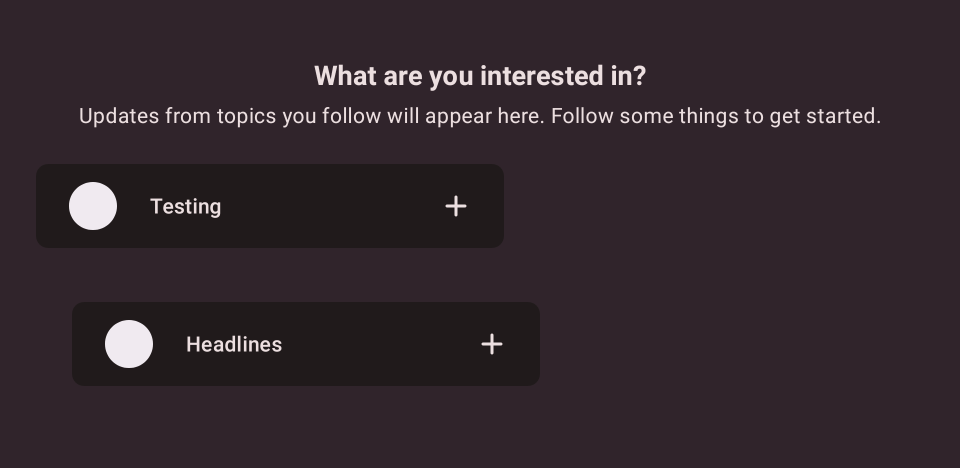 What are you interested in?
Updates from topics you follow will appear here. Follow some things to get started.
Testing
Headlines